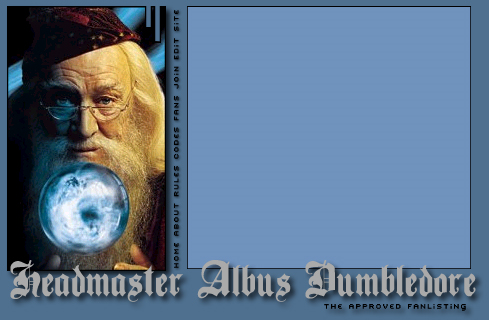 HOME ABOUT RULES CODES FANS JOIN EDIT SITE
Headmaster Albus Dumbledore
THE APPROVED FANLISTING